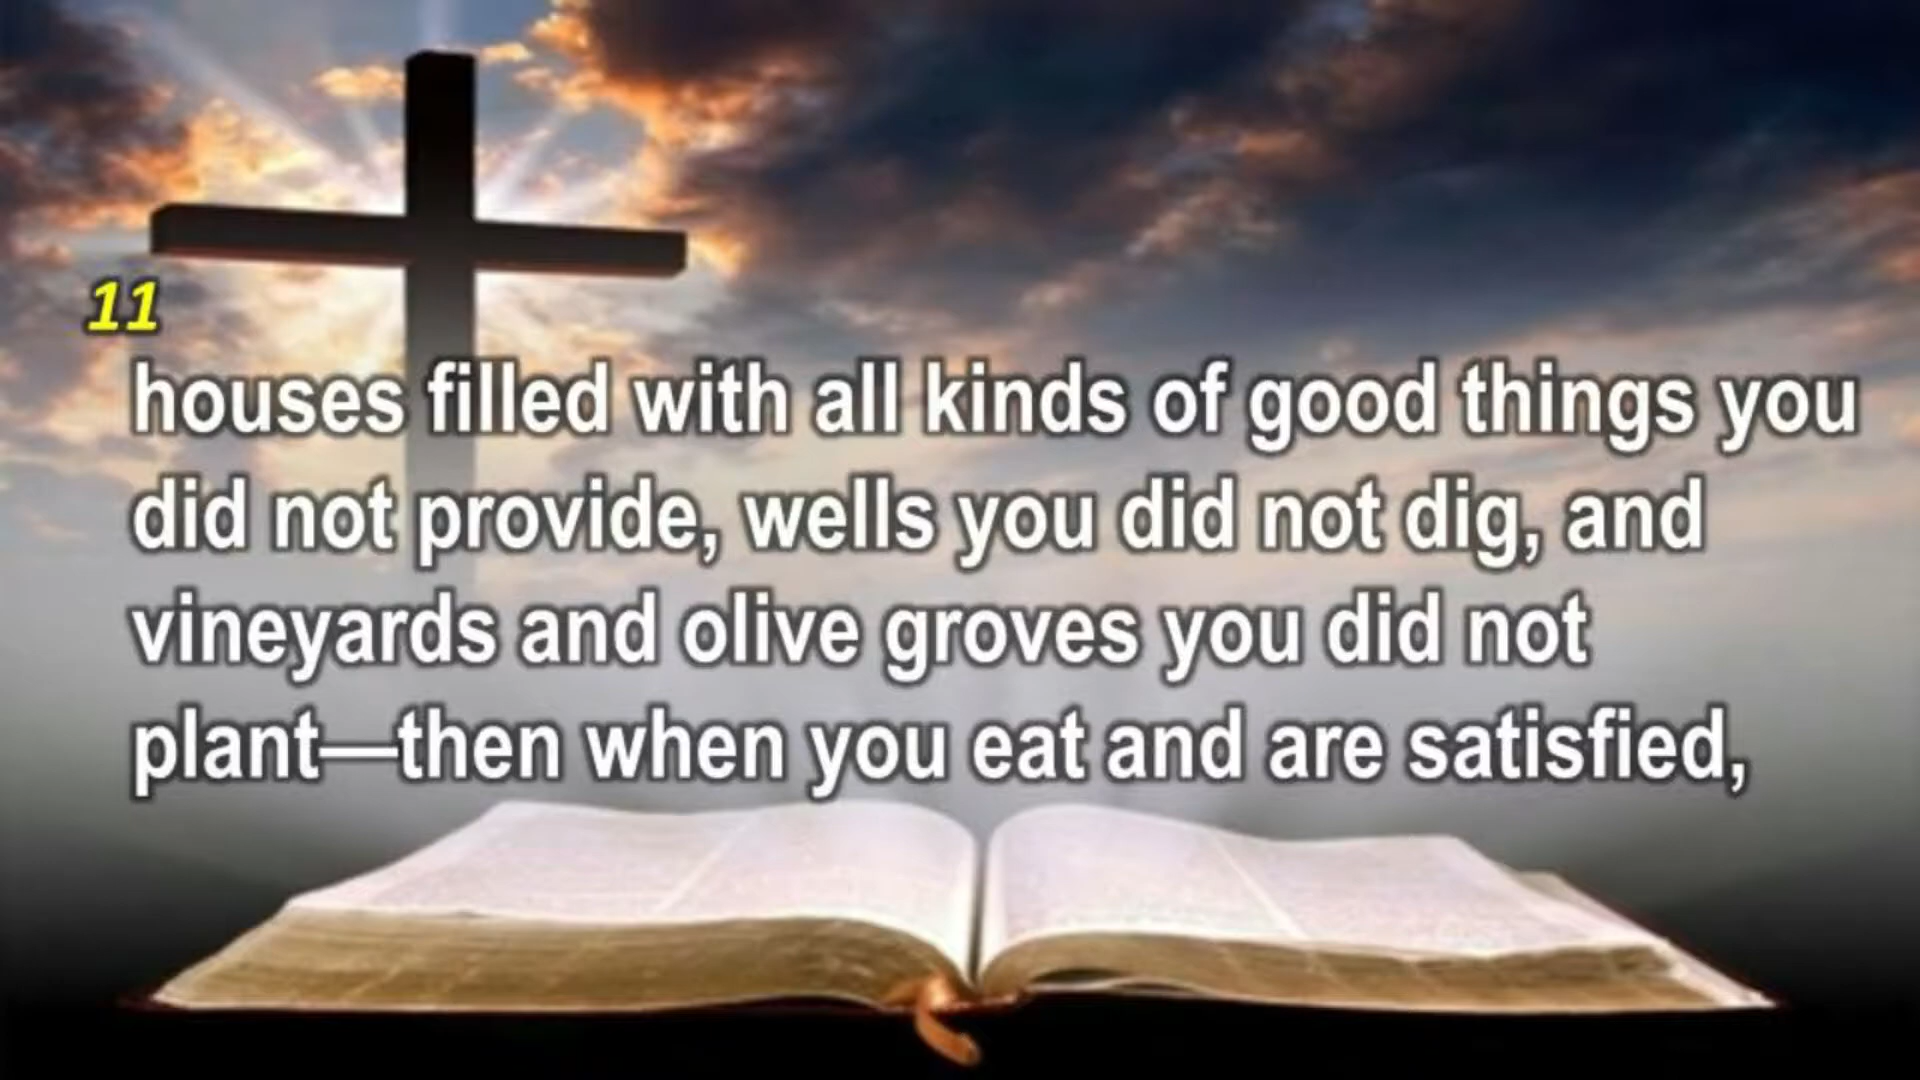 11
houses filled with all kinds of good things you
did not provide, wells you did not dig, and
vineyards and olive groves you did not
plant—then when you eat and are satisfied,